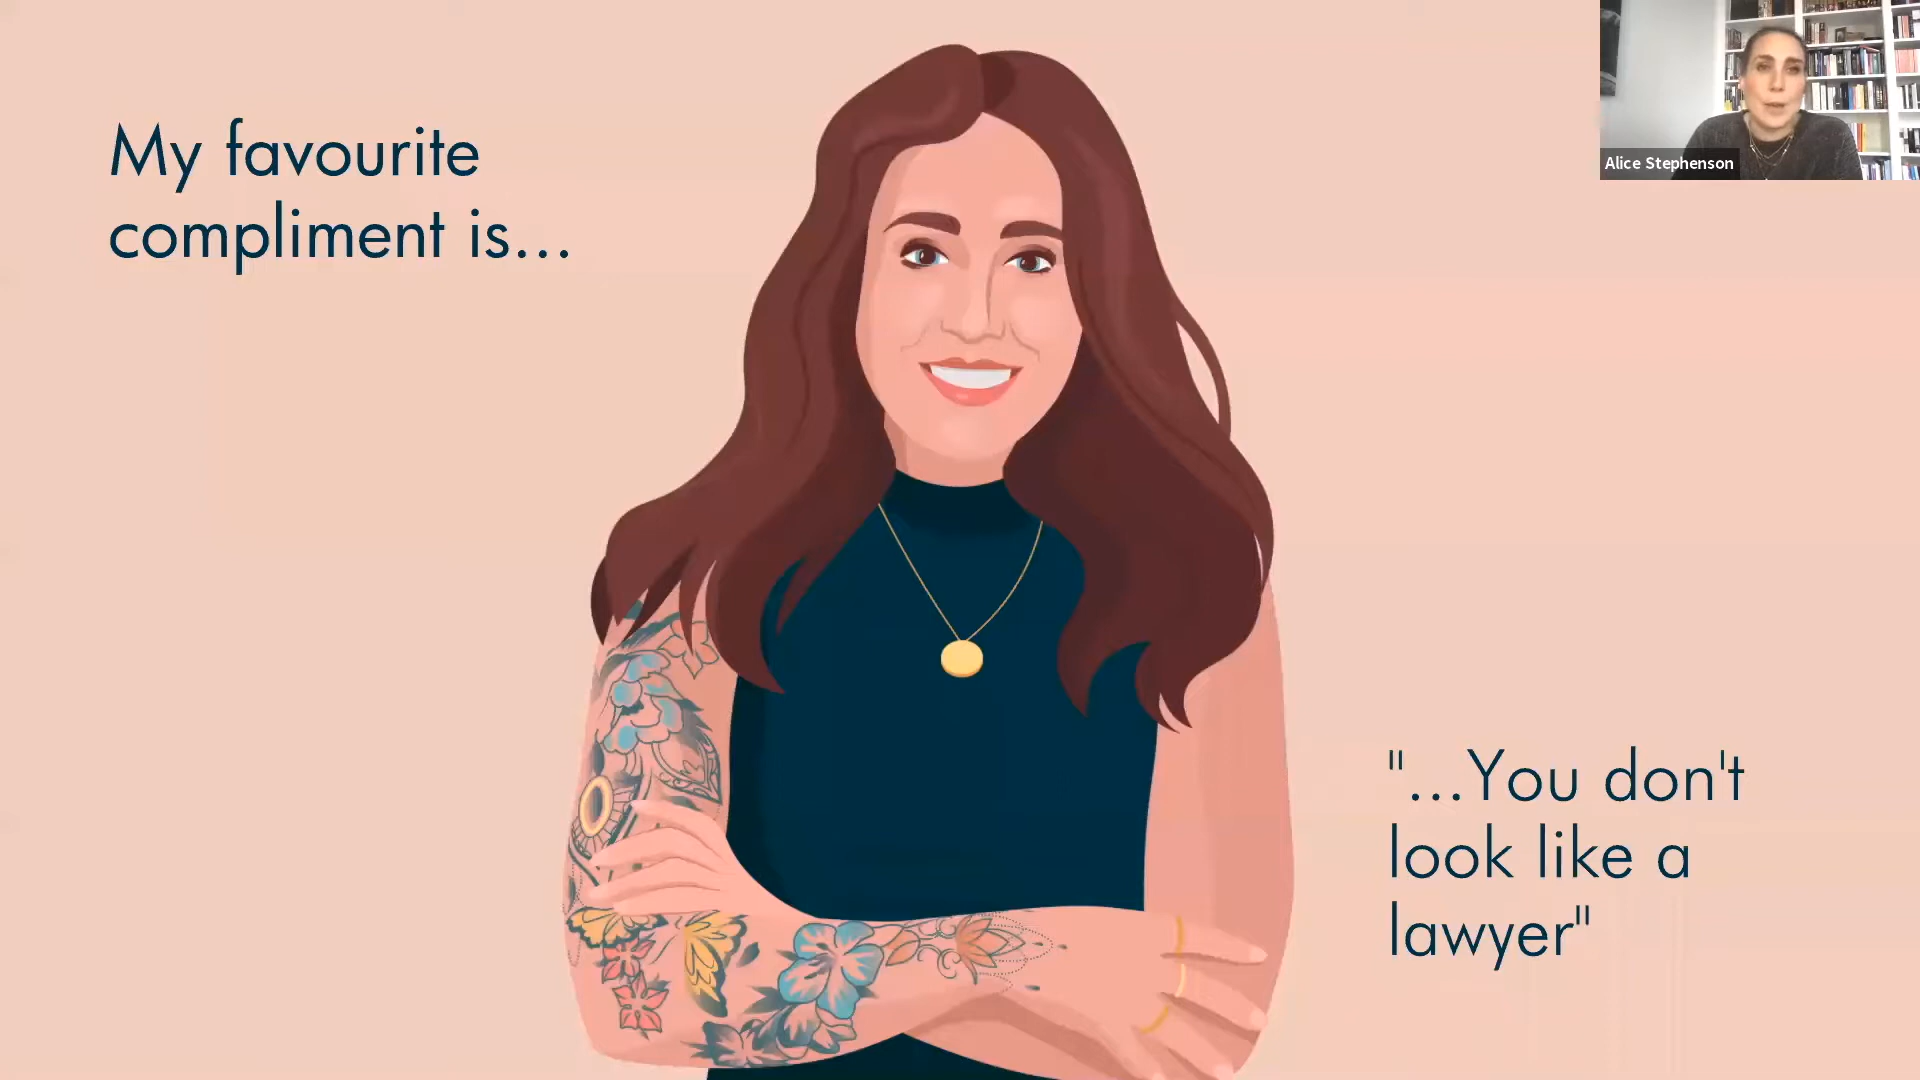 My favourite
compliment is...
Alice Stephenson
"...You don't
look like a
lawyer"